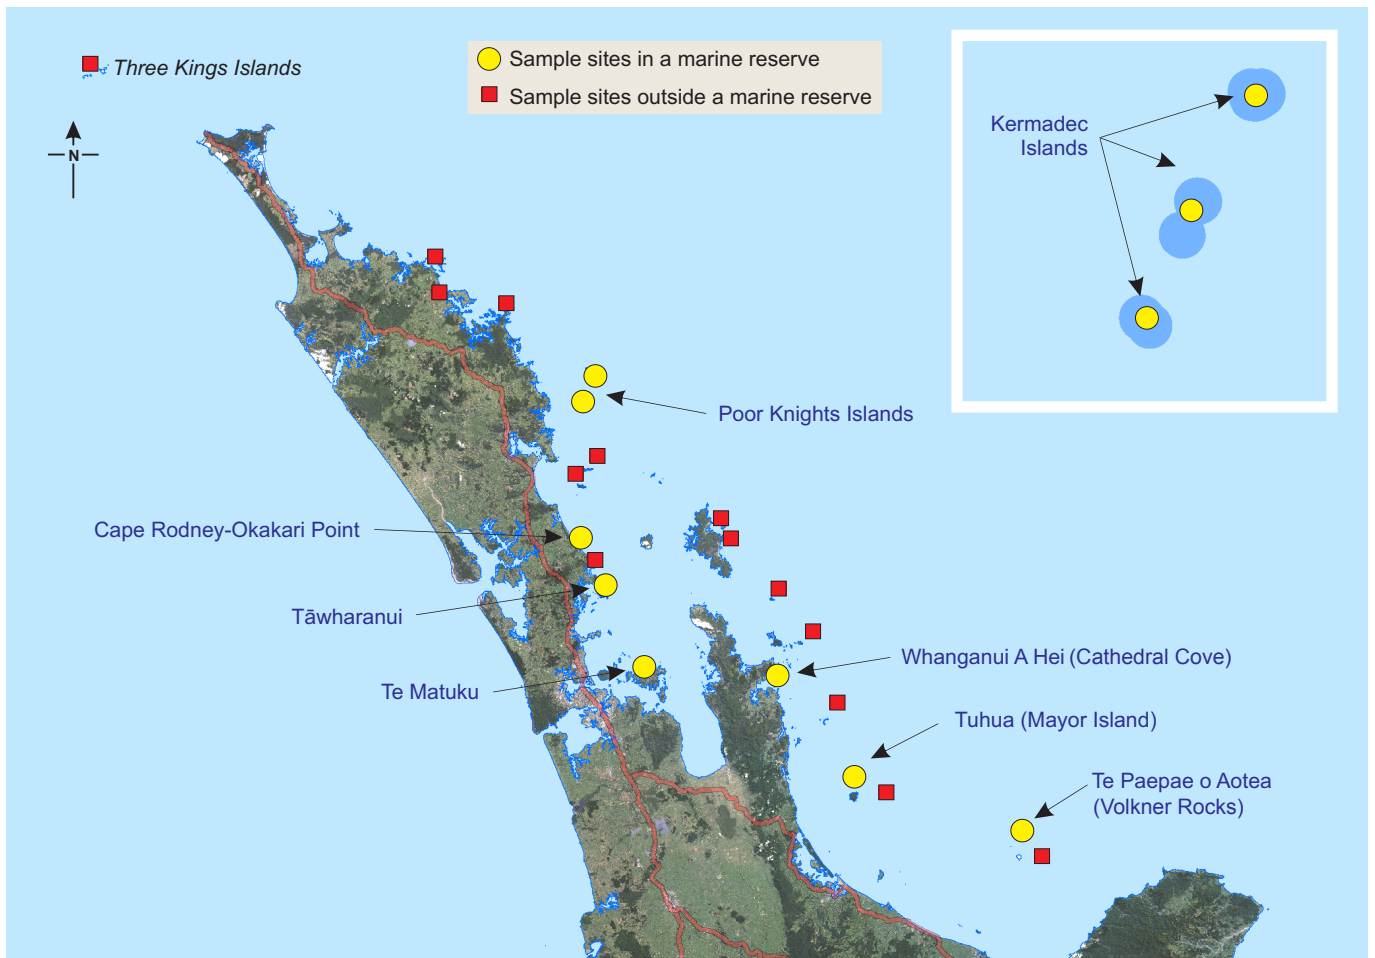 Three Kings Islands
Sample sites in a marine reserve
Sample sites outside a marine reserve
N
Kermadec
Islands
Poor Knights Islands
Cape Rodney-Okakari Point
Tāwharanui
Te Matuku
Whanganui A Hei (Cathedral Cove)
Tuhua (Mayor Island)
Te Paepae o Aotea
(Volkner Rocks)